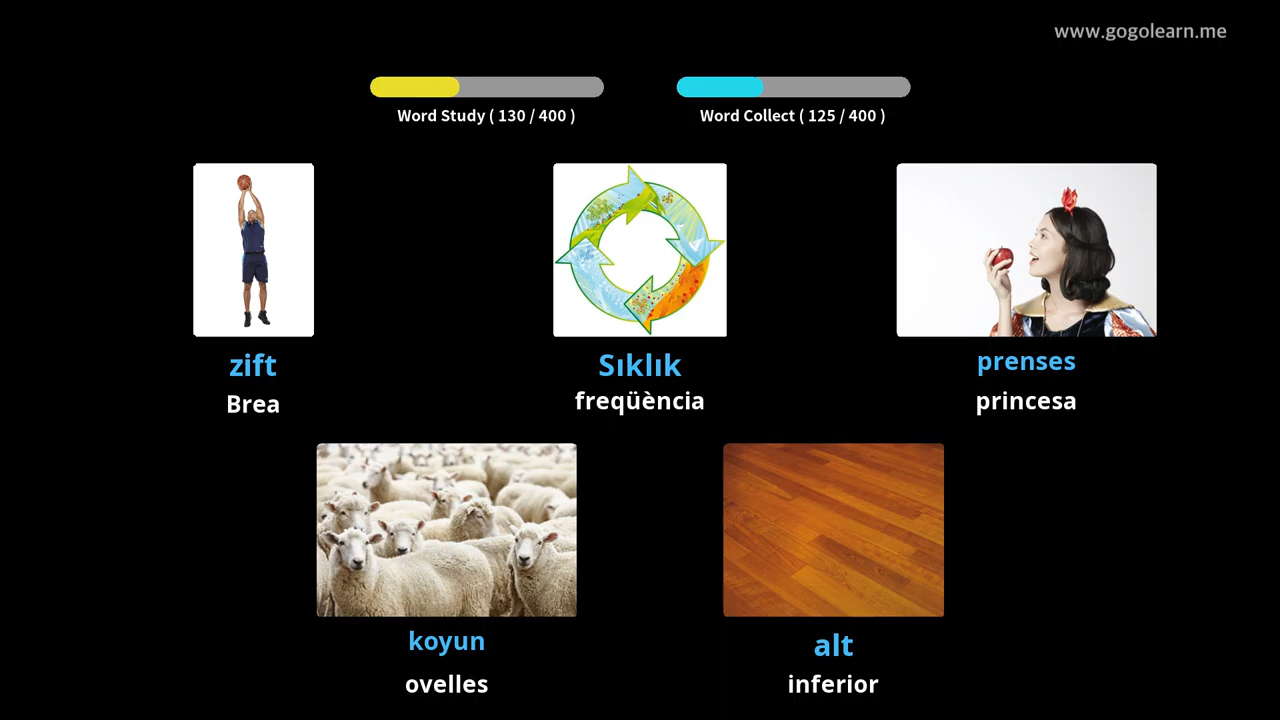 www.gogolearn.me
Word Study ( 130 / 400 )
Word Collect ( 125 / 400 )
zift
Brea
Sıklık
freqüència
prenses
princesa
koyun
ovelles
alt
inferior